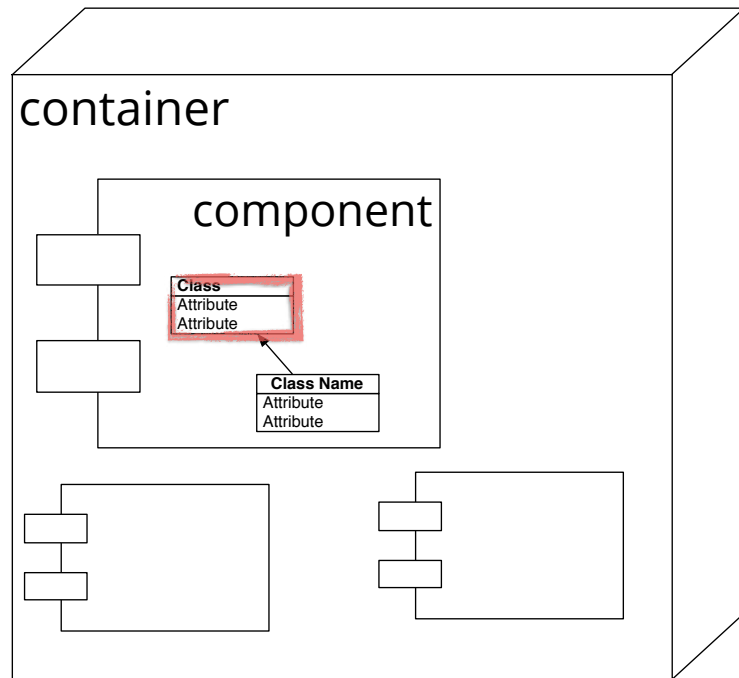 container
component
Class
Attribute
Attribute
Class Name
Attribute
Attribute